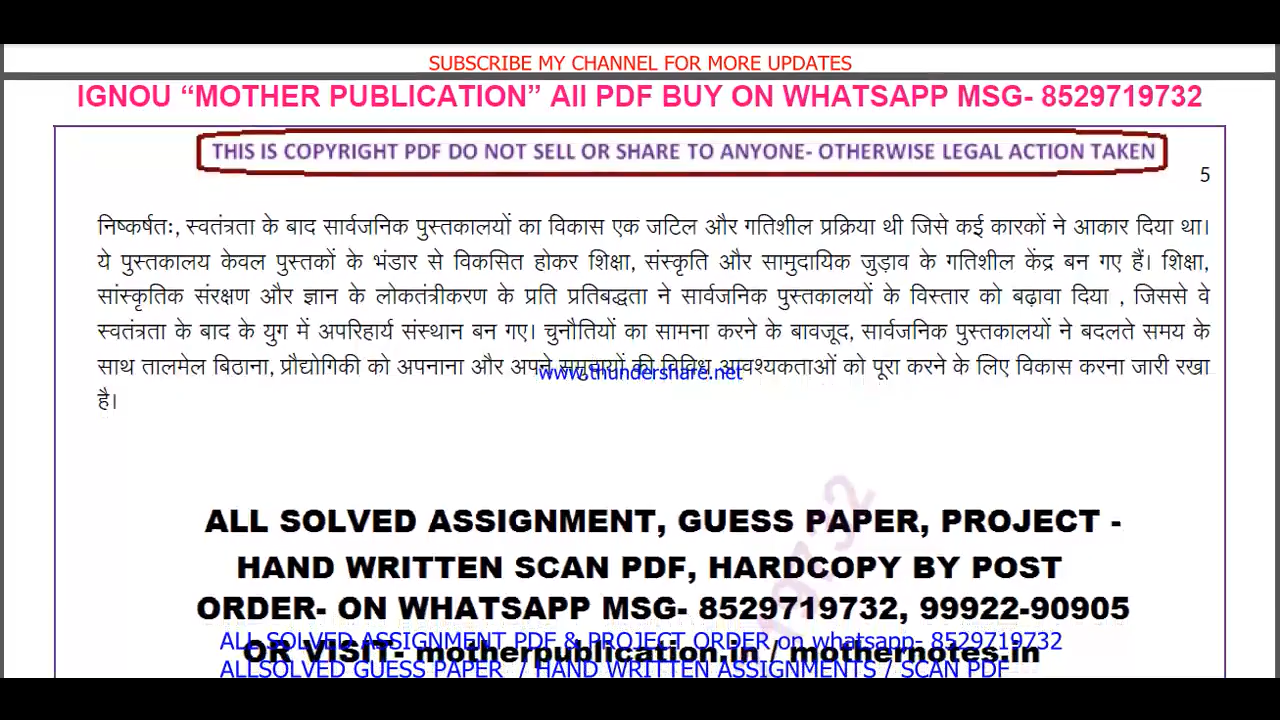 SUBSCRIBE MY CHANNEL FOR MORE UPDATES
IGNOU “MOTHER PUBLICATION” All PDF BUY ON WHATSAPP MSG- 8529719732
THIS IS COPYRIGHT PDF DO NOT SELL OR SHARE TO ANYONE- OTHERWISE LEGAL ACTION TAKEN
5
निष्कर्षतः, स्वतंत्रता के बाद सार्वजनिक पुस्तकालयों का विकास एक जटिल और गतिशील प्रक्रिया थी जिसे कई कारकों ने आकार दिया था।
ये पुस्तकालय केवल पुस्तकों के भंडार से विकसित होकर शिक्षा, संस्कृति और सामुदायिक जुड़ाव के गतिशील केंद्र बन गए हैं। शिक्षा,
सांस्कृतिक संरक्षण और ज्ञान के लोकतंत्रीकरण के प्रति प्रतिबद्धता ने सार्वजनिक पुस्तकालयों के विस्तार को बढ़ावा दिया , जिससे वे
स्वतंत्रता के बाद के युग में अपरिहार्य संस्थान बन गए। चुनौतियों का सामना करने के बावजूद, सार्वजनिक पुस्तकालयों ने बदलते समय के
साथ तालमेल बिठाना, प्रौद्योगिकी को अपनाना और अपने समुदायों की विविध आवश्यकताओं को पूरा करने के लिए विकास करना जारी रखा
www.thundershare.net
है।
ALL SOLVED ASSIGNMENT, GUESS PAPER, PROJECT -
HAND WRITTEN SCAN PDF, HARDCOPY BY POST
ORDER- ON WHATSAPP MSG- 8529719732, 99922-90905
ALL SOLVED ASSIGNMENT PDF & PROJECT ORDER on whatsapp- 8529719732
OR VISIT- motherpublication.in / mothernotes.in
ALLSOLVED GUESS PAPER / HAND WRITTEN ASSIGNMENTS / SCAN PDF